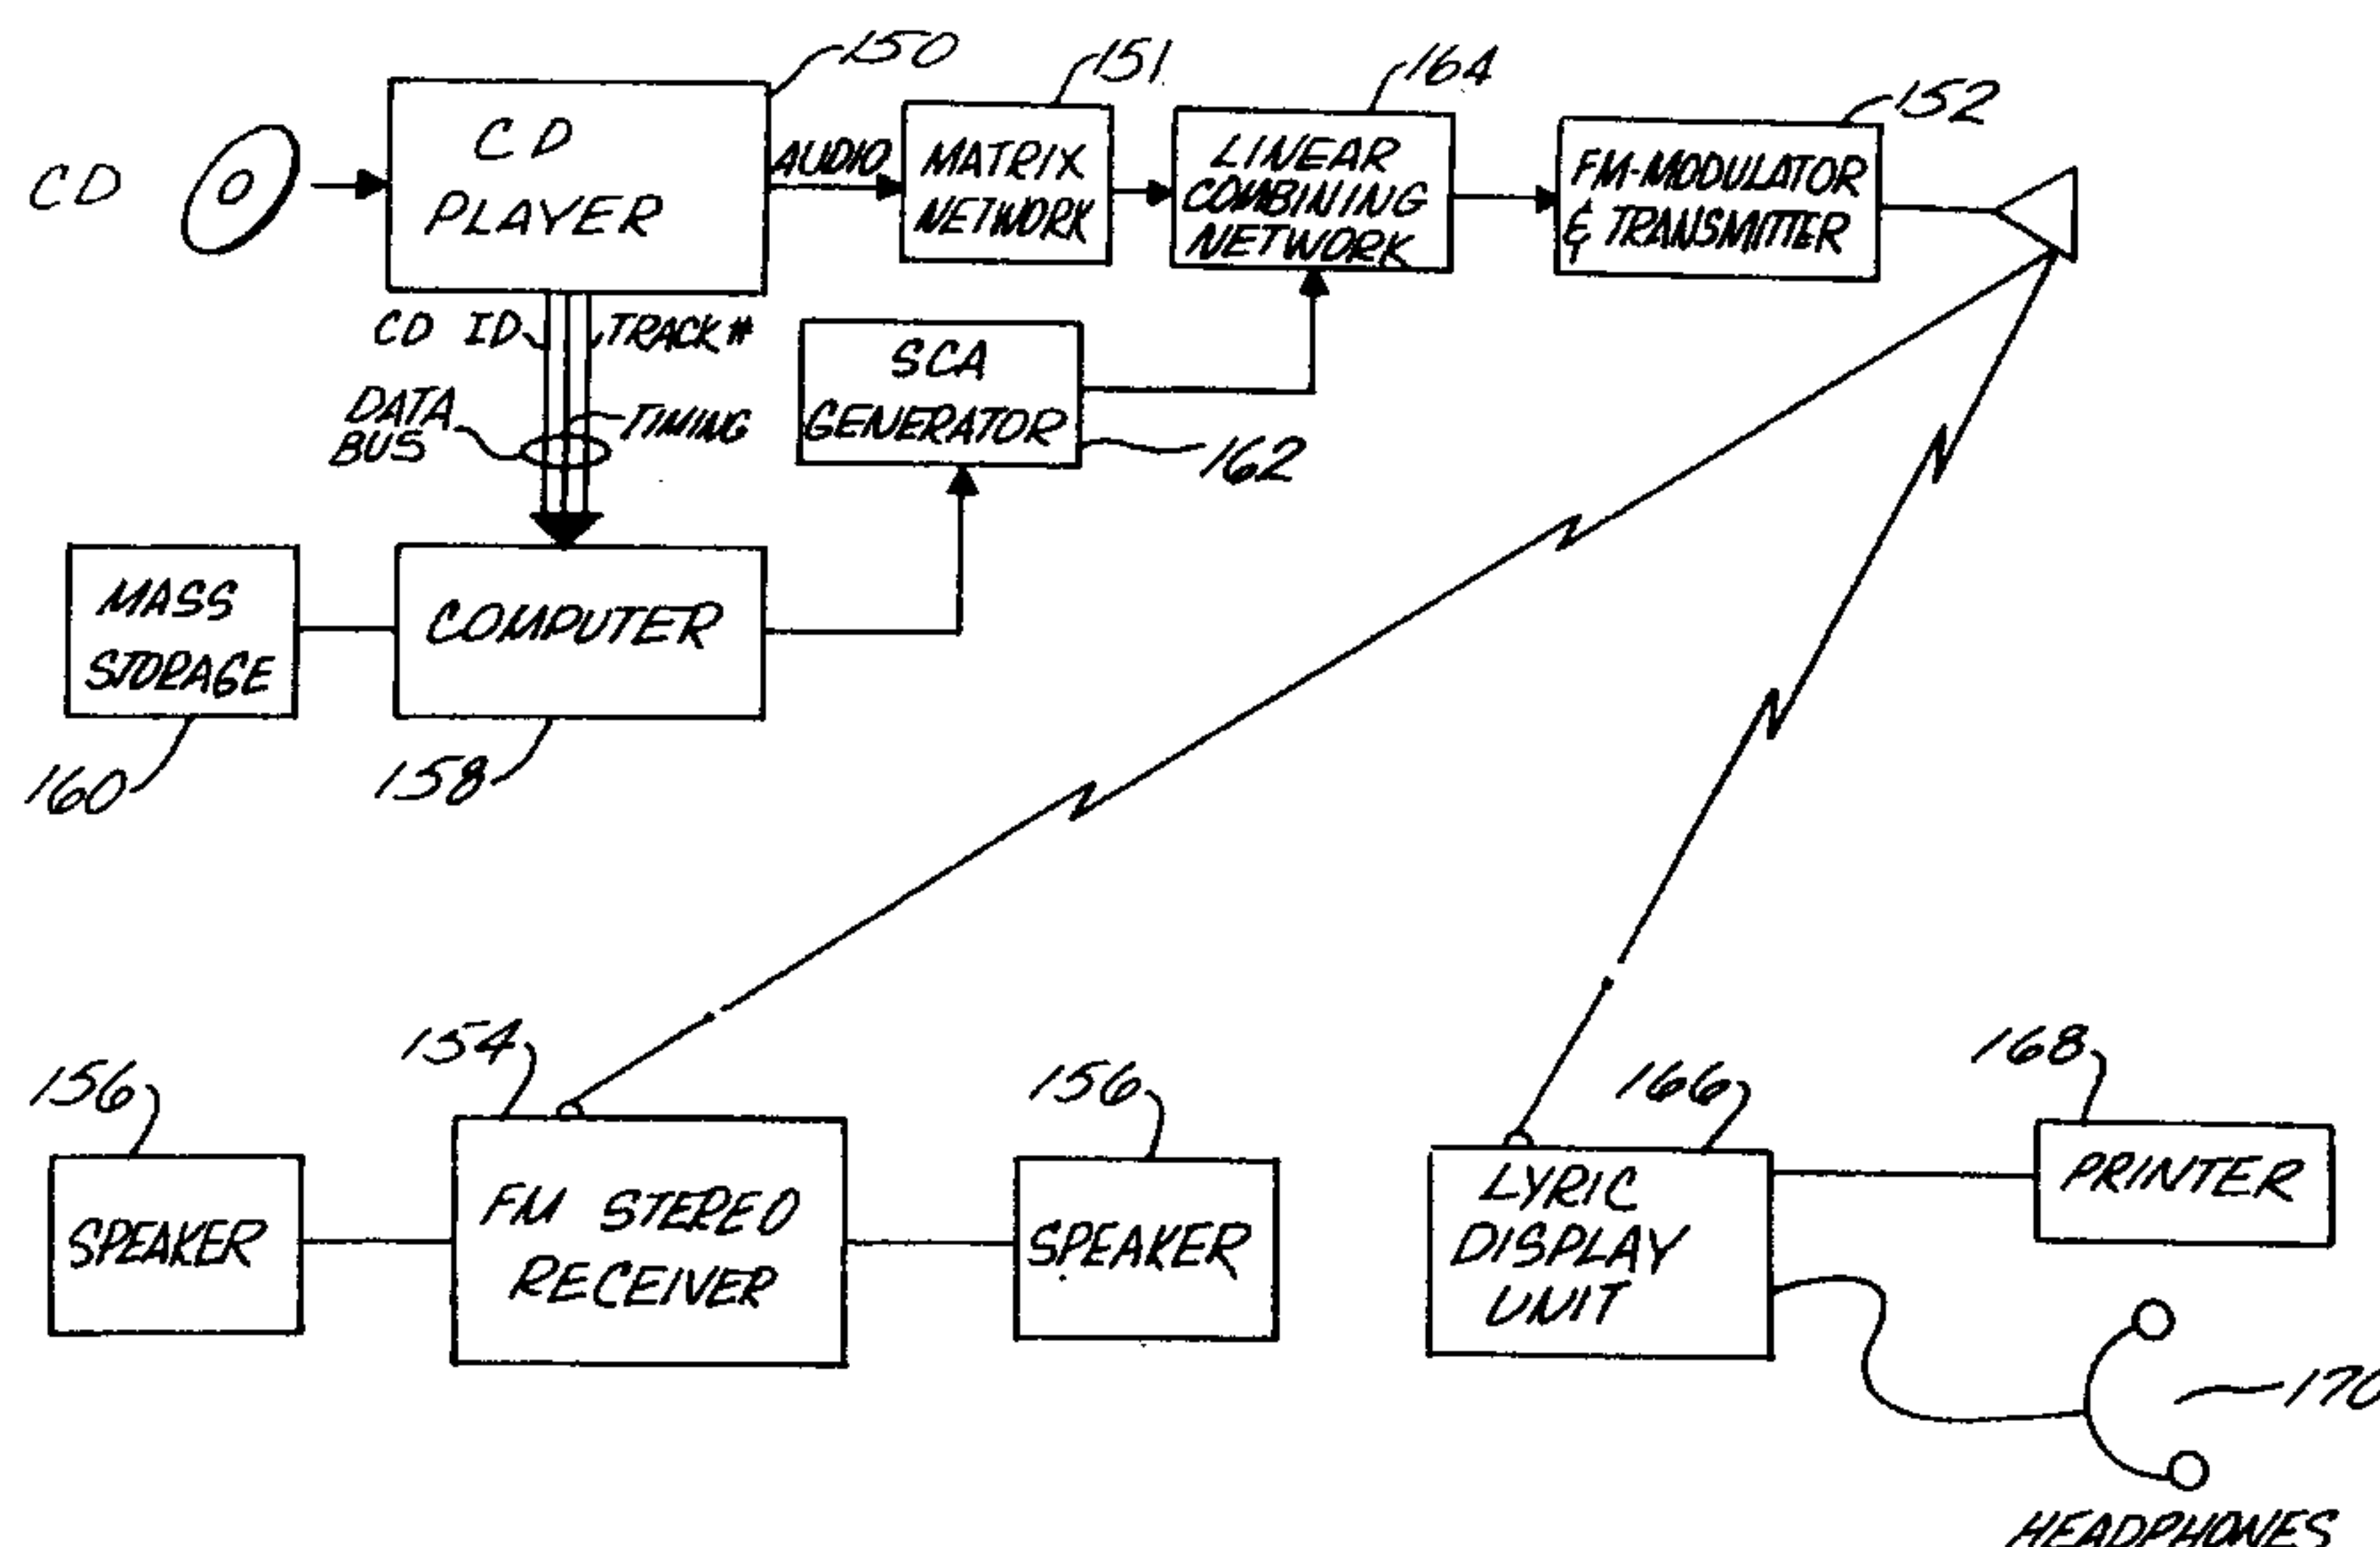 150
151
164
152
CD
CD
PLAYER
AUDIO
MATRIX
NETWORK
LINEAR
COMBINING
NETWORK
FM-MODULATOR
& TRANSMITTER
CD ID
TRACK #
DATA
BUS
TIMING
SCA
GENERATOR
162
MASS
STORAGE
COMPUTER
160
158
156
154
156
166
168
SPEAKER
FM STEREO
RECEIVER
SPEAKER
LYRIC
DISPLAY
UNIT
PRINTER
170
HEADPHONES